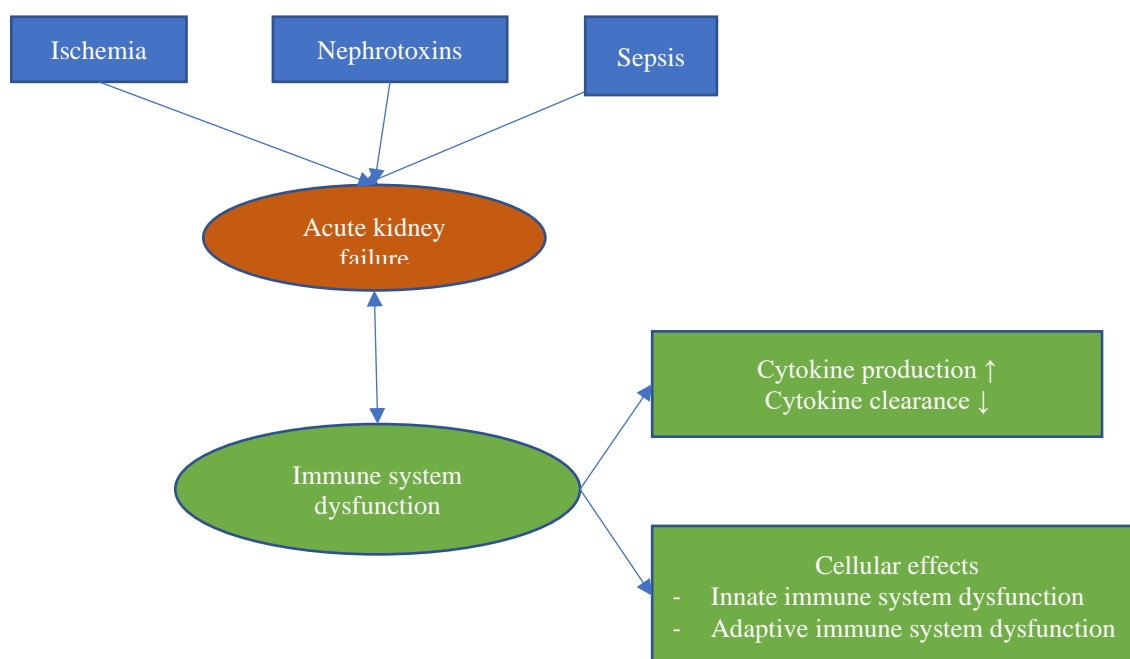 Ischemia
Nephrotoxins
Sepsis
Acute kidney
failure
Cytokine production ↑
Cytokine clearance ↓
Immune system
dysfunction
Cellular effects
- Innate immune system dysfunction
- Adaptive immune system dysfunction